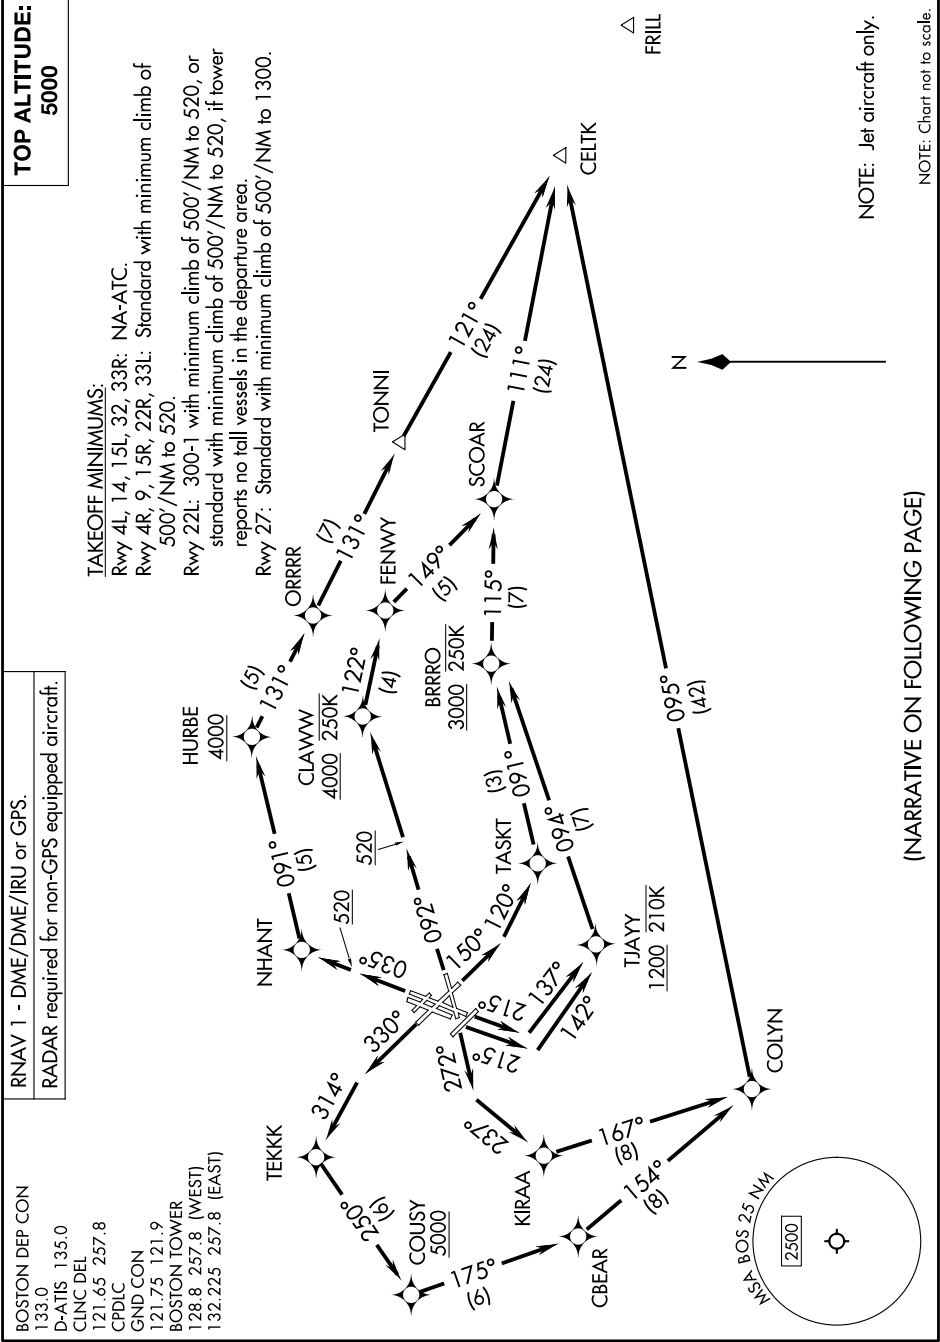 BOSTON DEP CON
133.0
D-ATIS 135.0
CLNC DEL
121.65 257.8
CPDLC
GND CON
121.75 121.9
BOSTON TOWER
128.8 257.8 (WEST)
132.225 257.8 (EAST)
RNAV 1 - DME/DME/IRU or GPS.
RADAR required for non-GPS equipped aircraft.
TOP ALTITUDE:
5000
TAKEOFF MINIMUMS:
Rwy 4L, 14, 15L, 32, 33R: NA-ATC.
Rwy 4R, 9, 15R, 22R, 33L: Standard with minimum climb of
500'/NM to 520.
Rwy 22L: 300-1 with minimum climb of 500'/NM to 520, or
standard with minimum climb of 500'/NM to 520, if tower
reports no tall vessels in the departure area.
Rwy 27: Standard with minimum climb of 500'/NM to 1300.
HURBE
4000
(5)
131°
ORRRR
(7)
131°
TONNI
121°
(24)
CELTK
FRILL
NHANT
091°
(5)
520
035°
CLAWW
4000 250K
122°
(4)
FENWY
149°
(5)
SCOAR
111°
(24)
520
092°
BRRRO
3000 250K
115°
(7)
TASKT
(3)
091°
150°
120°
094°
(7)
TJAYY
1200 210K
215°
137°
215°
142°
330°
314°
TEKKK
250°
(6)
COUSY
5000
175°
(9)
CBEAR
154°
(8)
272°
237°
KIRAA
167°
(8)
COLYN
095°
(42)
N
MSA BOS 25 NM
2500
NOTE: Jet aircraft only.
NOTE: Chart not to scale.
(NARRATIVE ON FOLLOWING PAGE)